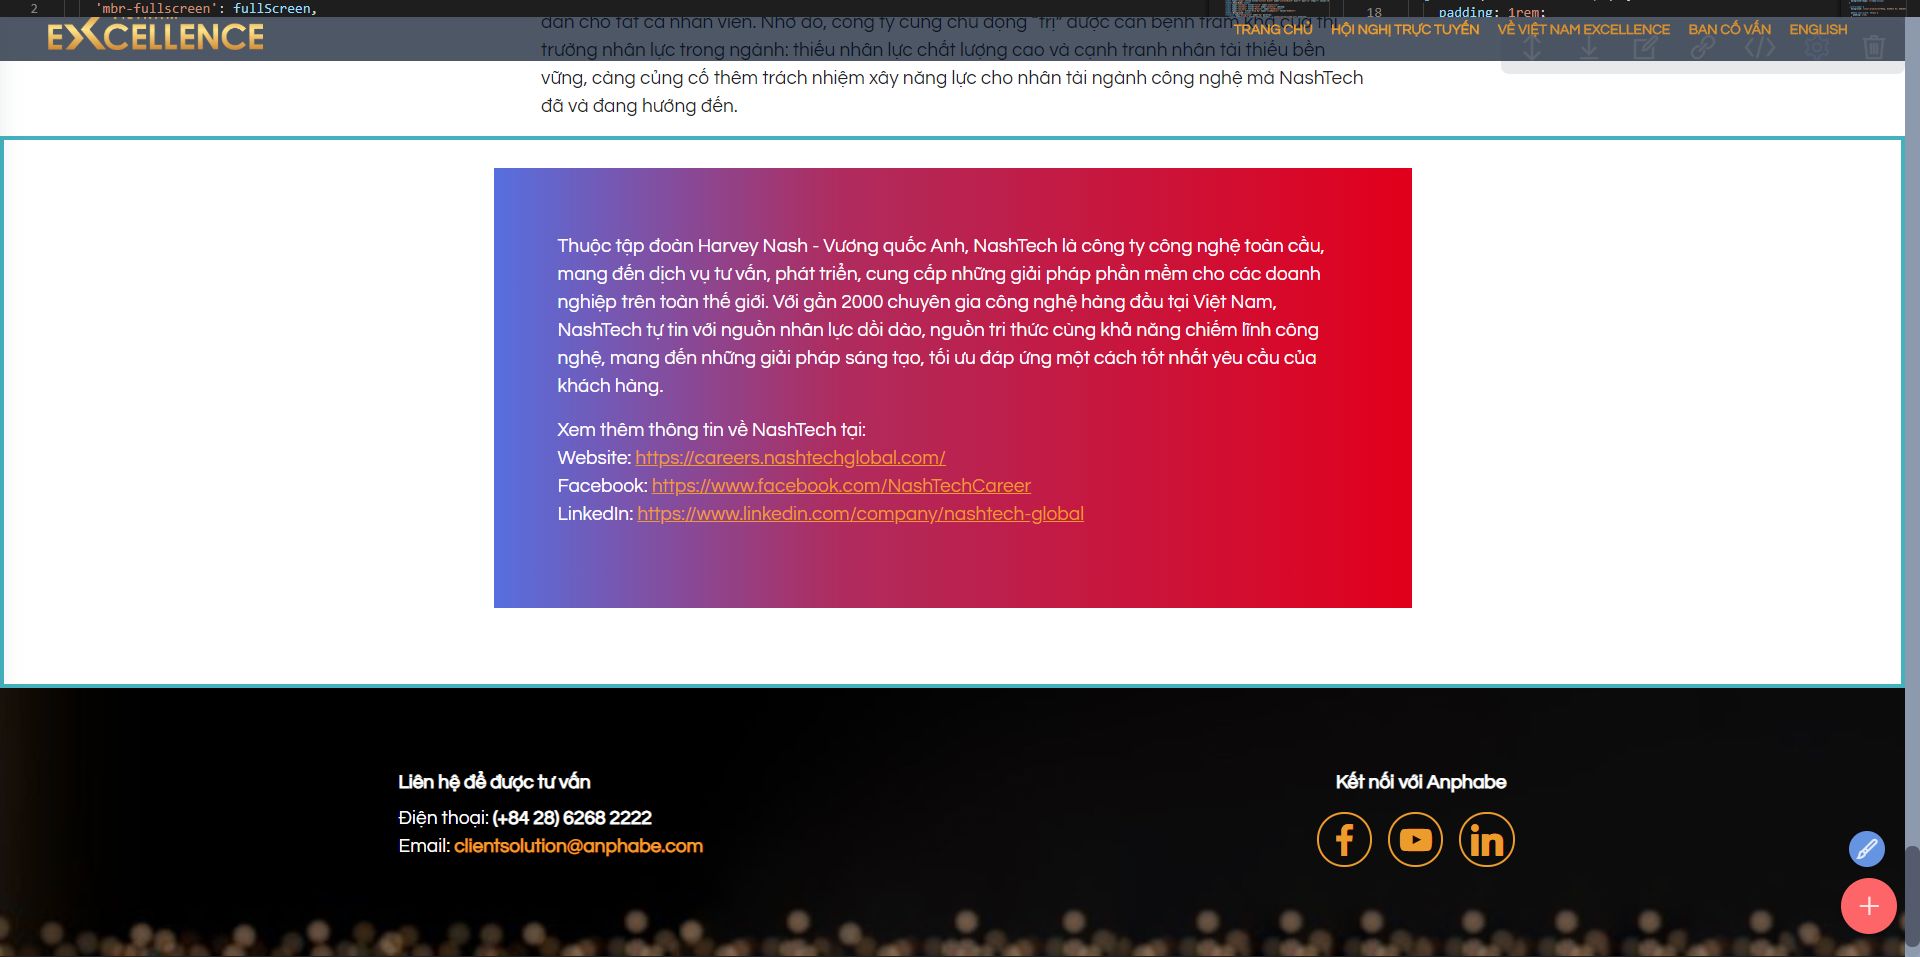 2 'mbr-fullscreen': fullScreen,
18 padding: 1rem;
EXCELLENCE
TRANG CHỦ HỘI NGHỊ TRỰC TUYẾN VỀ VIỆT NAM EXCELLENCE BAN CỐ VẤN ENGLISH
dẫn cho tất cả nhân viên. Nhờ đó, công ty cũng chủ động "trị" được căn bệnh trầm kha của thị
trường nhân lực trong ngành: thiếu nhân lực chất lượng cao và cạnh tranh nhân tài thiếu bền
vững, càng củng cố thêm trách nhiệm xây năng lực cho nhân tài ngành công nghệ mà NashTech
đã và đang hướng đến.
Thuộc tập đoàn Harvey Nash - Vương quốc Anh, NashTech là công ty công nghệ toàn cầu,
mang đến dịch vụ tư vấn, phát triển, cung cấp những giải pháp phần mềm cho các doanh
nghiệp trên toàn thế giới. Với gần 2000 chuyên gia công nghệ hàng đầu tại Việt Nam,
NashTech tự tin với nguồn nhân lực dồi dào, nguồn tri thức cùng khả năng chiếm lĩnh công
nghệ, mang đến những giải pháp sáng tạo, tối ưu đáp ứng một cách tốt nhất yêu cầu của
khách hàng.
Xem thêm thông tin về NashTech tại:
Website: https://careers.nashtechglobal.com/
Facebook: https://www.facebook.com/NashTechCareer
LinkedIn: https://www.linkedin.com/company/nashtech-global
Liên hệ để được tư vấn
Điện thoại: (+84 28) 6268 2222
Email: clientsolution@anphabe.com
Kết nối với Anphabe